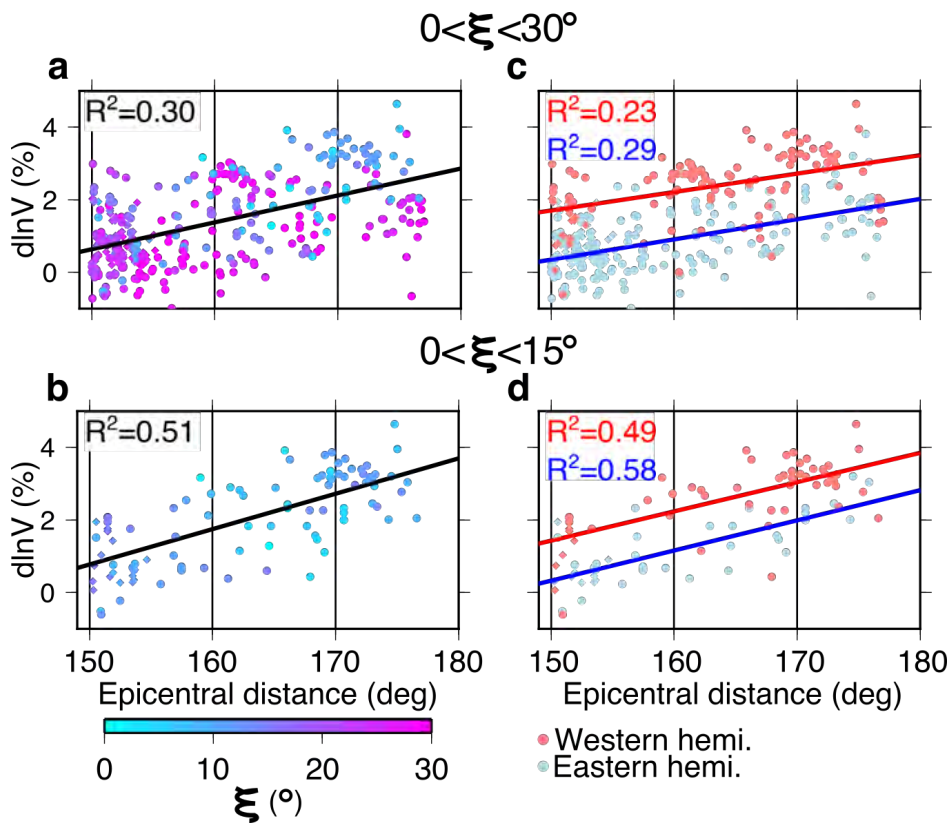 0<ξ<30°
a
c
R²=0.30
R²=0.23
R²=0.29
dlnV (%)
4
2
0
0<ξ<15°
b
d
R²=0.51
R²=0.49
R²=0.58
dlnV (%)
4
2
0
150 160 170 180
150 160 170 180
Epicentral distance (deg)
Epicentral distance (deg)
0 10 20 30
ξ (°)
Western hemi.
Eastern hemi.